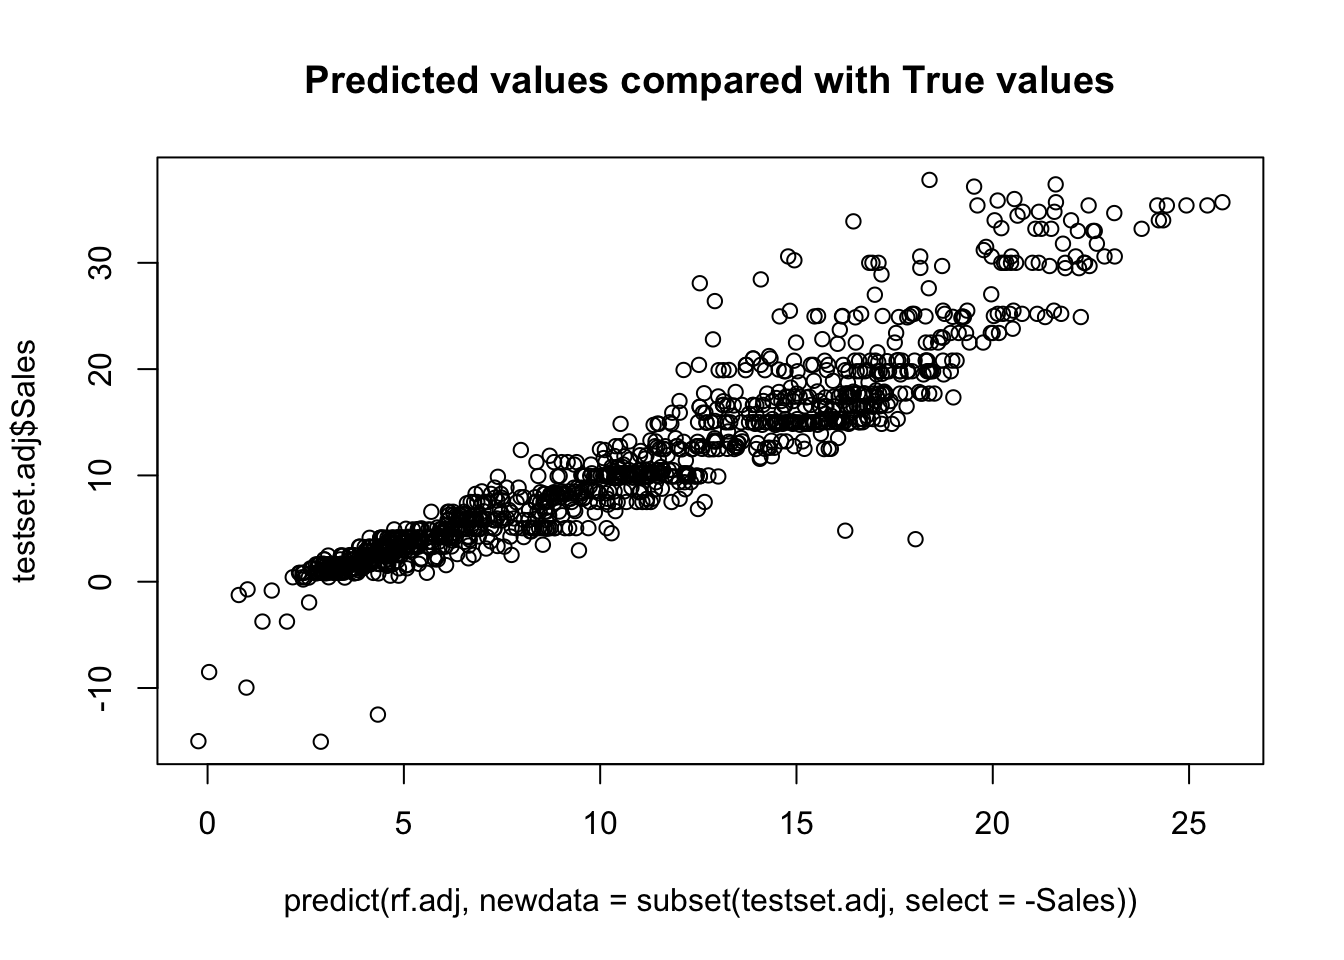 Predicted values compared with True values
testset.adj$Sales
30
20
10
0
-10
0 5 10 15 20 25
predict(rf.adj, newdata = subset(testset.adj, select = -Sales))